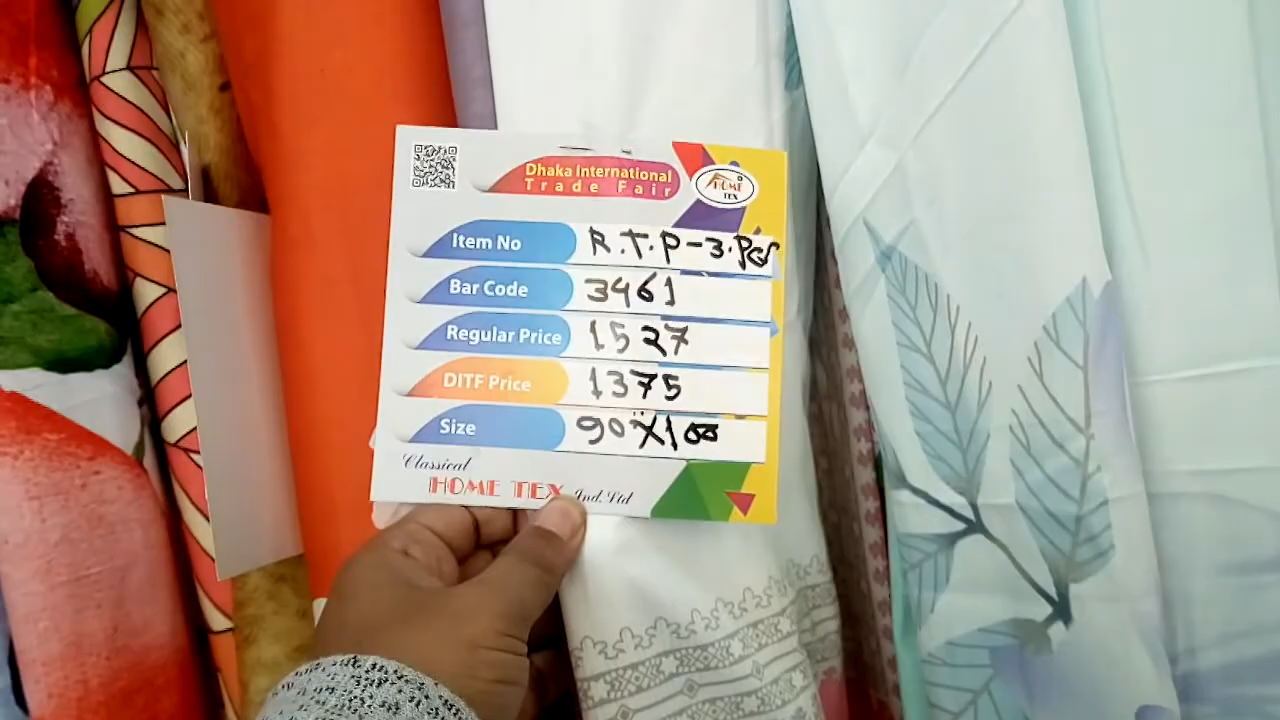 Dhaka International
Trade Fair
HOME
TEX
Item No R.T.P-3.Pcs
Bar Code 3461
Regular Price 1527
DITF Price 1375
Size 90"X100
Classical
HOME TEX Ind. Ltd